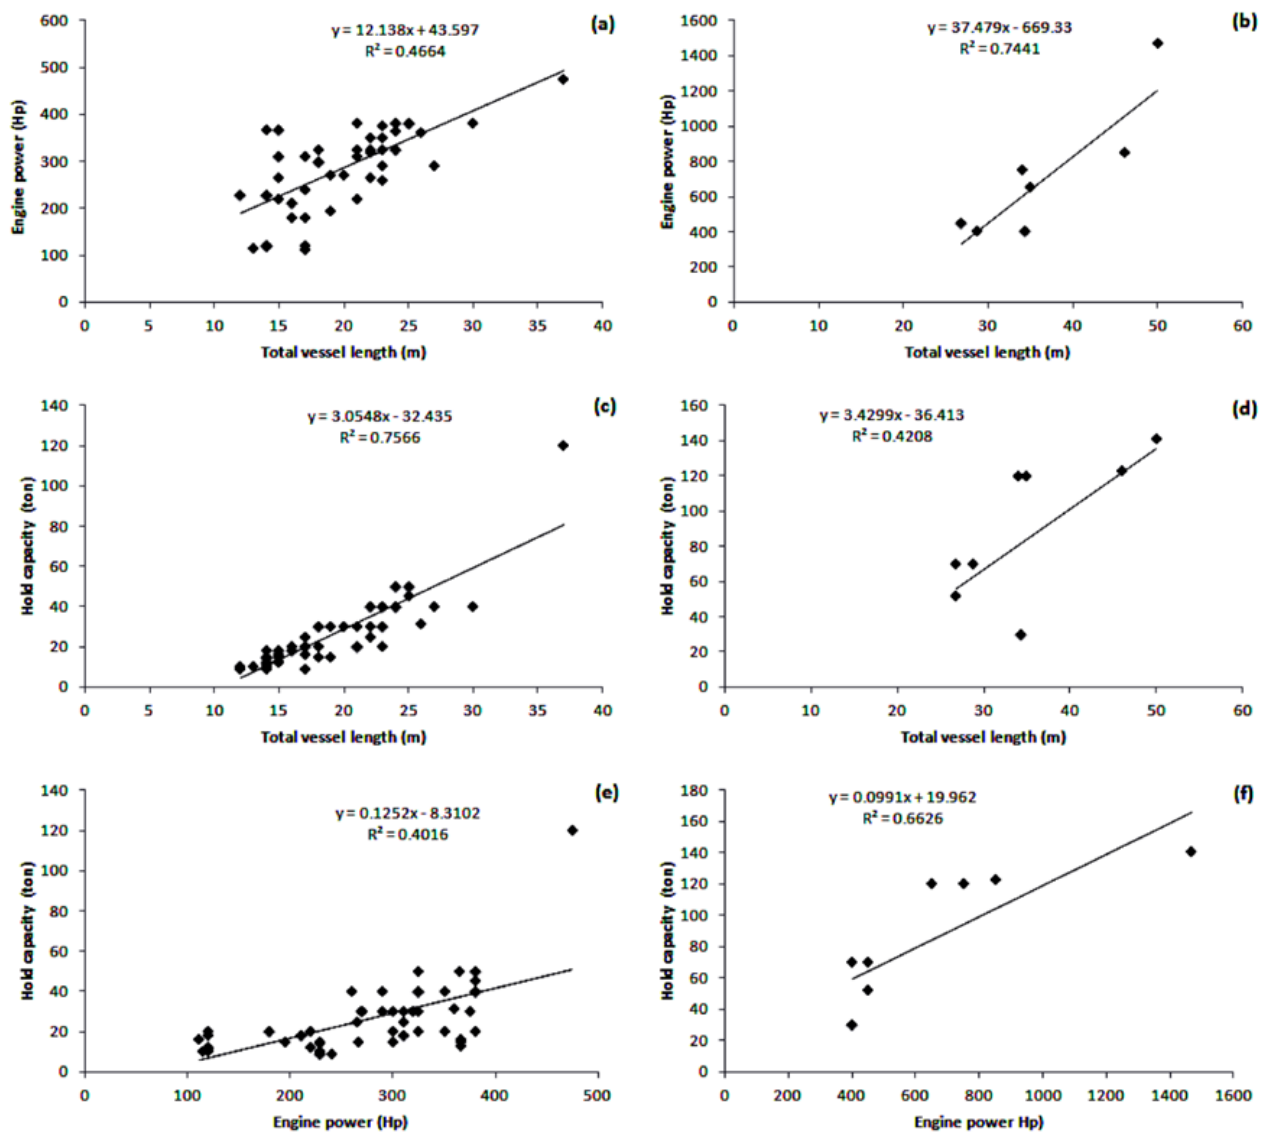 (a)
y = 12.138x + 43.597
R² = 0.4664
Engine power (Hp)
600
500
400
300
200
100
0
0 5 10 15 20 25 30 35 40
Total vessel length (m)
(b)
y = 37.479x - 669.33
R² = 0.7441
Engine power (Hp)
1600
1400
1200
1000
800
600
400
200
0
0 10 20 30 40 50 60
Total vessel length (m)
(c)
y = 3.0548x - 32.435
R² = 0.7566
Hold capacity (ton)
140
120
100
80
60
40
20
0
0 5 10 15 20 25 30 35 40
Total vessel length (m)
(d)
y = 3.4299x - 36.413
R² = 0.4208
Hold capacity (ton)
160
140
120
100
80
60
40
20
0
0 10 20 30 40 50 60
Total vessel length (m)
(e)
y = 0.1252x - 8.3102
R² = 0.4016
Hold capacity (ton)
140
120
100
80
60
40
20
0
100 200 300 400 500
Engine power (Hp)
(f)
y = 0.0991x + 19.962
R² = 0.6626
Hold capacity (ton)
180
160
140
120
100
80
60
40
20
0
0 200 400 600 800 1000 1200 1400 1600
Engine power Hp)